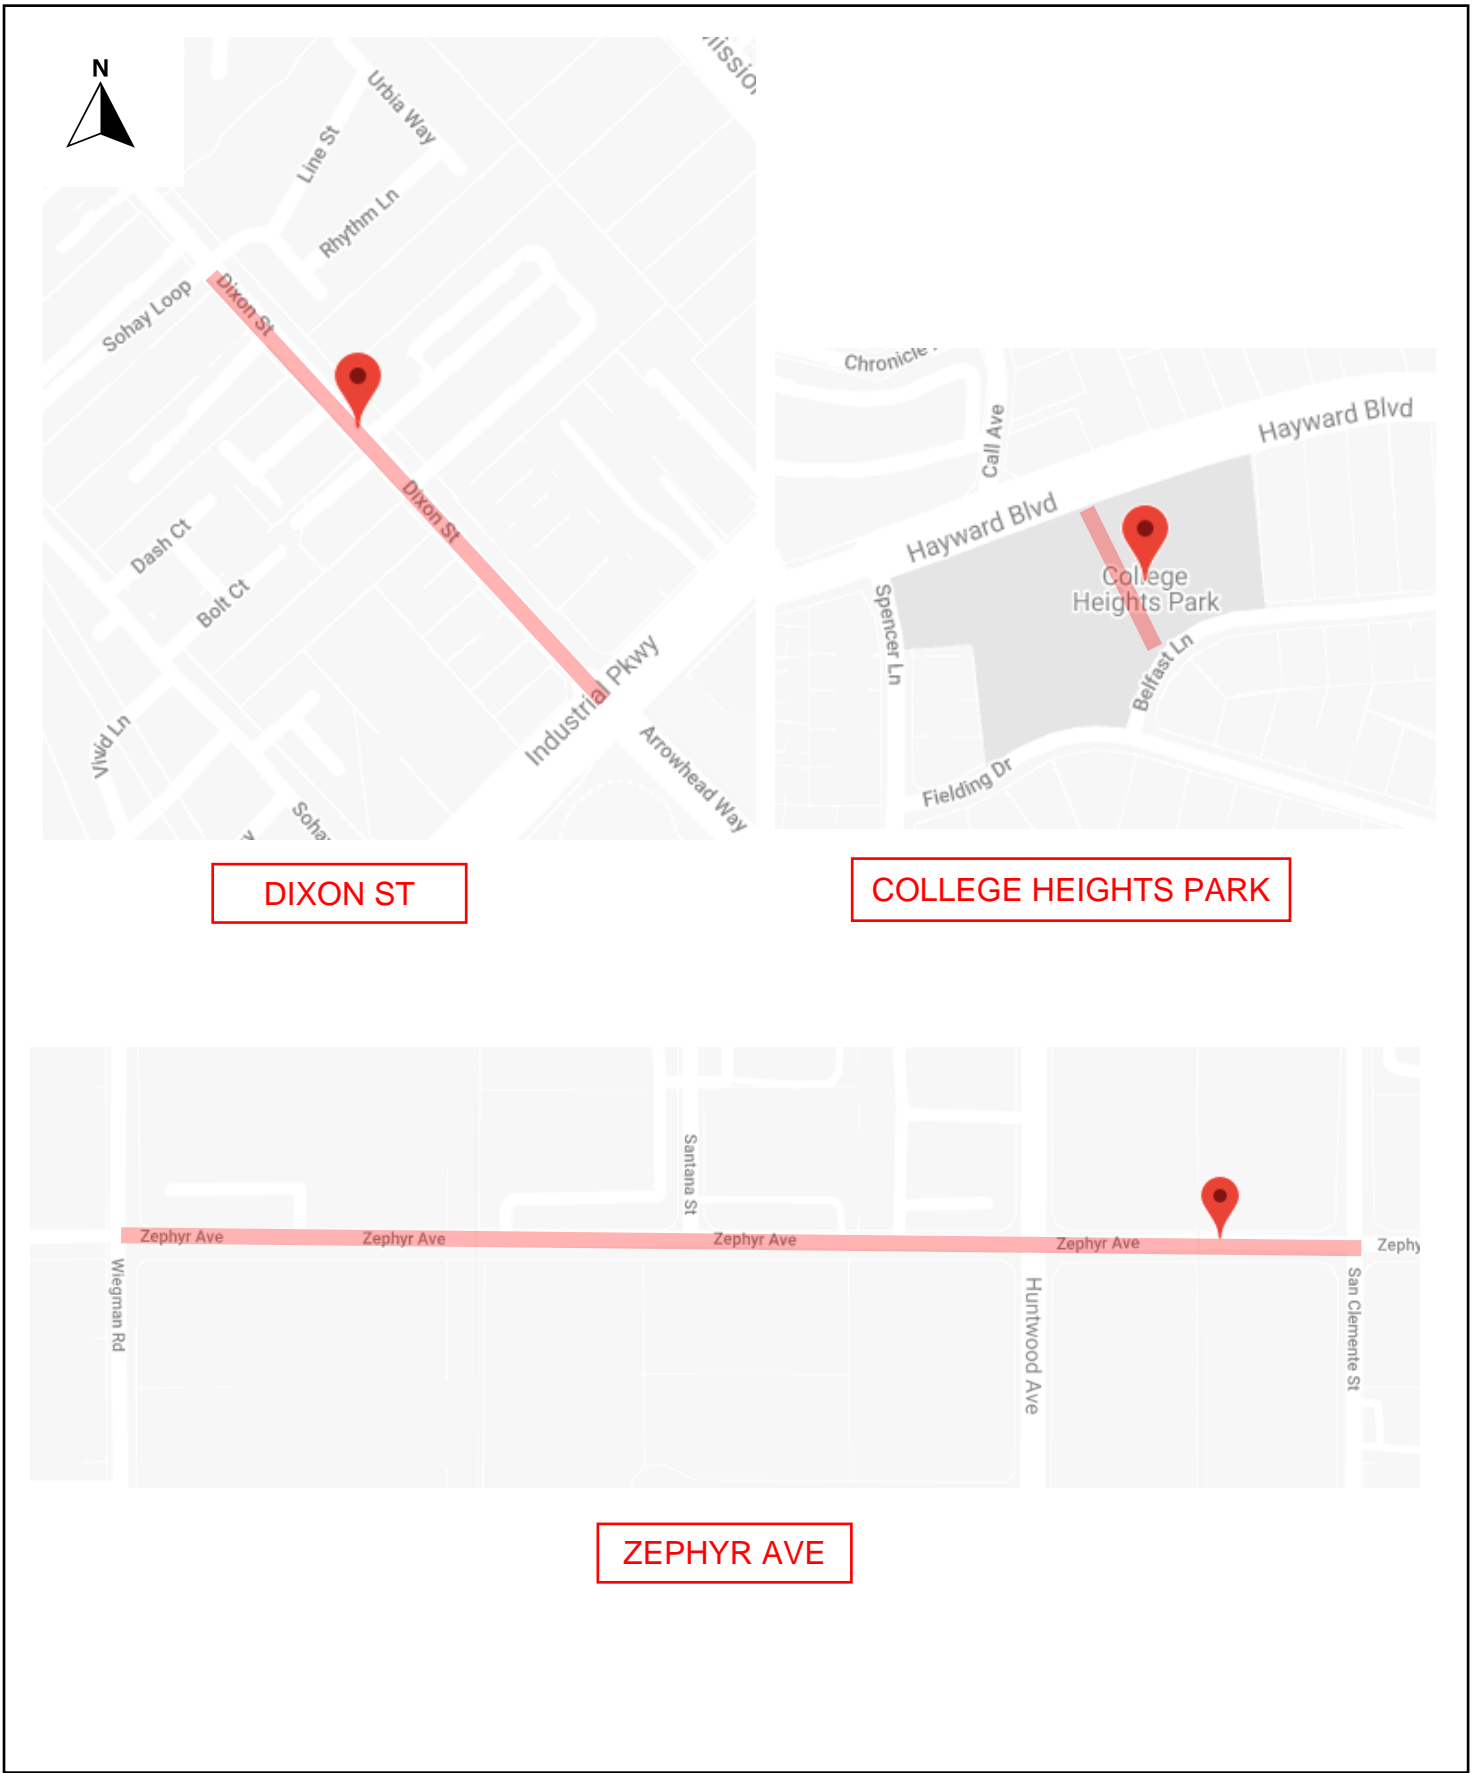 N
Mission
Urbia Way
Line St
Rhythm Ln
Sohay Loop
Dixon St
Dixon St
Dash Ct
Bolt Ct
Vivid Ln
Industrial Pkwy
Arrowhead Way
DIXON ST
Chronicle
Call Ave
Hayward Blvd
Hayward Blvd
College
Heights Park
Spencer Ln
Belfast Ln
Fielding Dr
COLLEGE HEIGHTS PARK
Santana St
Zephyr Ave
Zephyr Ave
Zephyr Ave
Zephyr Ave
Zephy
Wiegman Rd
Huntwood Ave
San Clemente St
ZEPHYR AVE